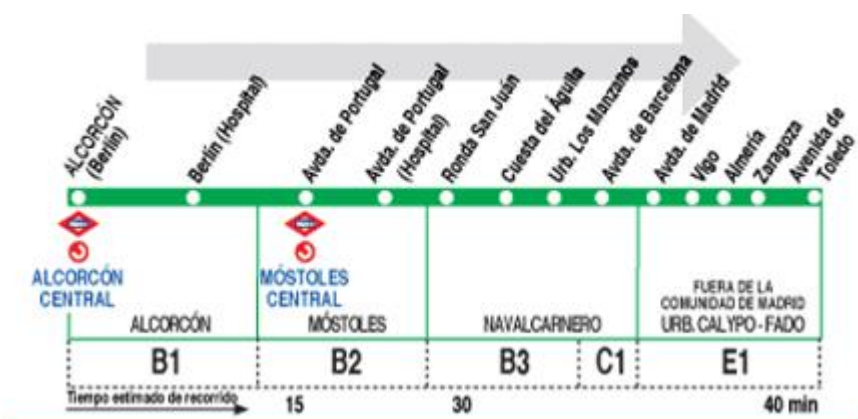 ALCORCÓN
(Berlín)
Berlín (Hospital)
Avda. de Portugal
Avda. de Portugal
(Hospital)
Ronda San Juán
Cuesta del Águila
Urb. Los Manzanos
Avda. de Barcelona
Avda. de Madrid
Vigo
Almería
Zaragoza
Avenida de
Toledo
ALCORCÓN
CENTRAL
MÓSTOLES
CENTRAL
ALCORCÓN
MÓSTOLES
NAVALCARNERO
FUERA DE LA
COMUNIDAD DE MADRID
URB. CALYPO - FADO
B1
B2
B3
C1
E1
Tiempo estimado de recorrido
15
30
40 min